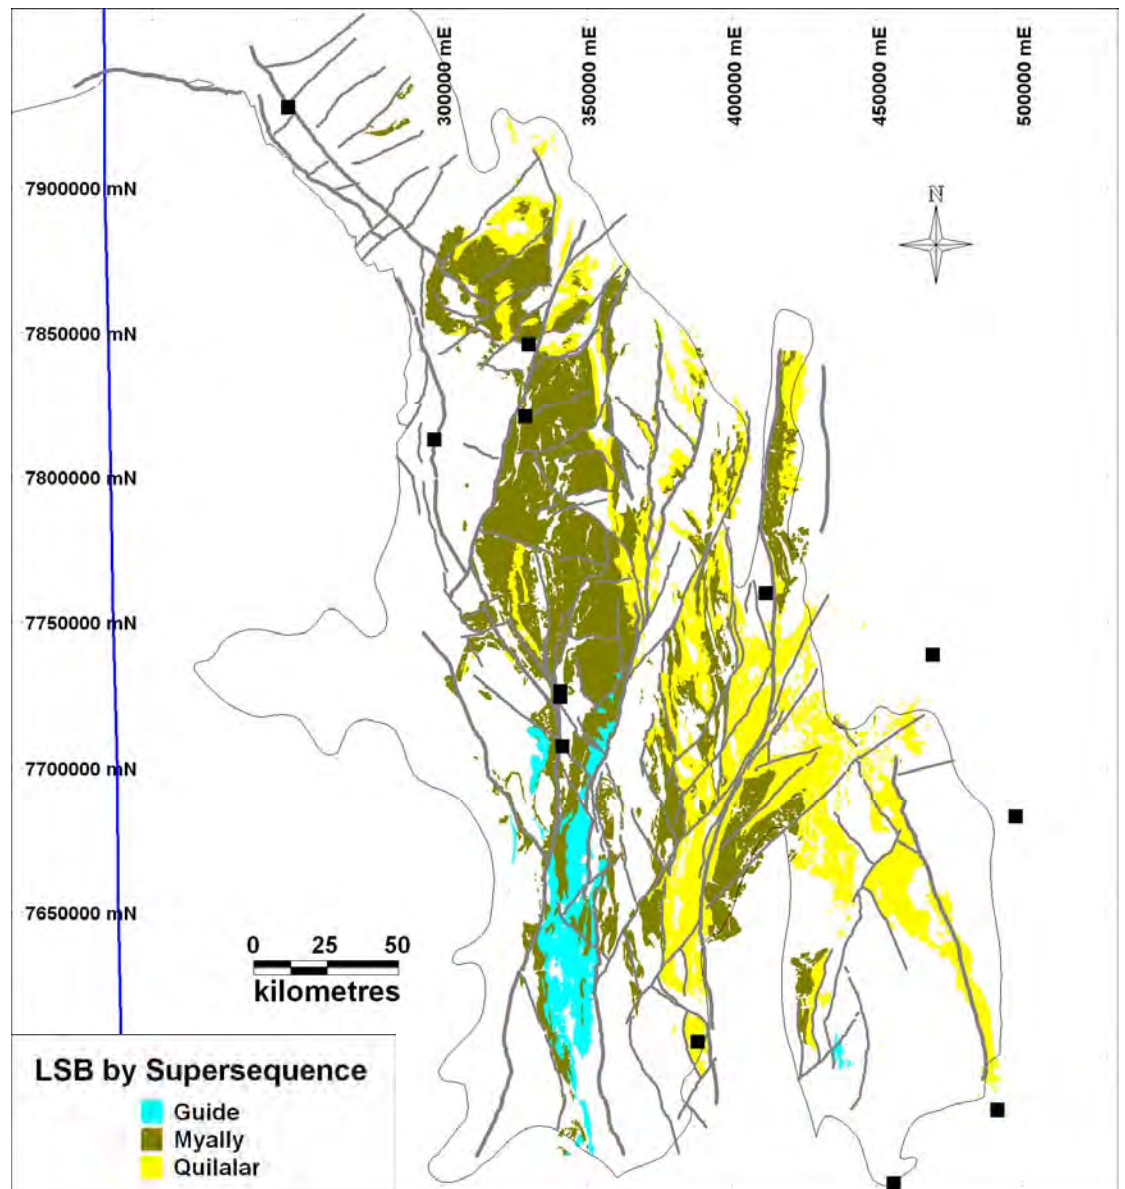 300000 mE
350000 mE
400000 mE
450000 mE
500000 mE
7900000 mN
N
7850000 mN
7800000 mN
7750000 mN
7700000 mN
7650000 mN
0 25 50
kilometres
LSB by Supersequence
Guide
Myally
Quilalar